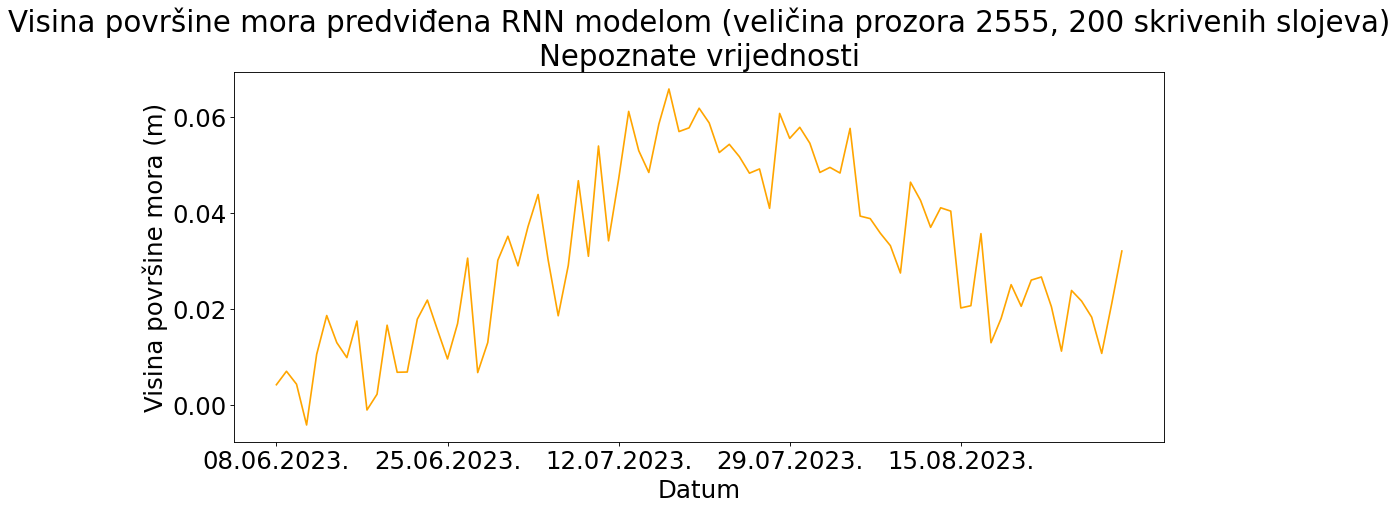 Visina površine mora predviđena RNN modelom (veličina prozora 2555, 200 skrivenih slojeva)
Nepoznate vrijednosti
Visina površine mora (m)
0.06
0.04
0.02
0.00
08.06.2023. 25.06.2023. 12.07.2023. 29.07.2023. 15.08.2023.
Datum